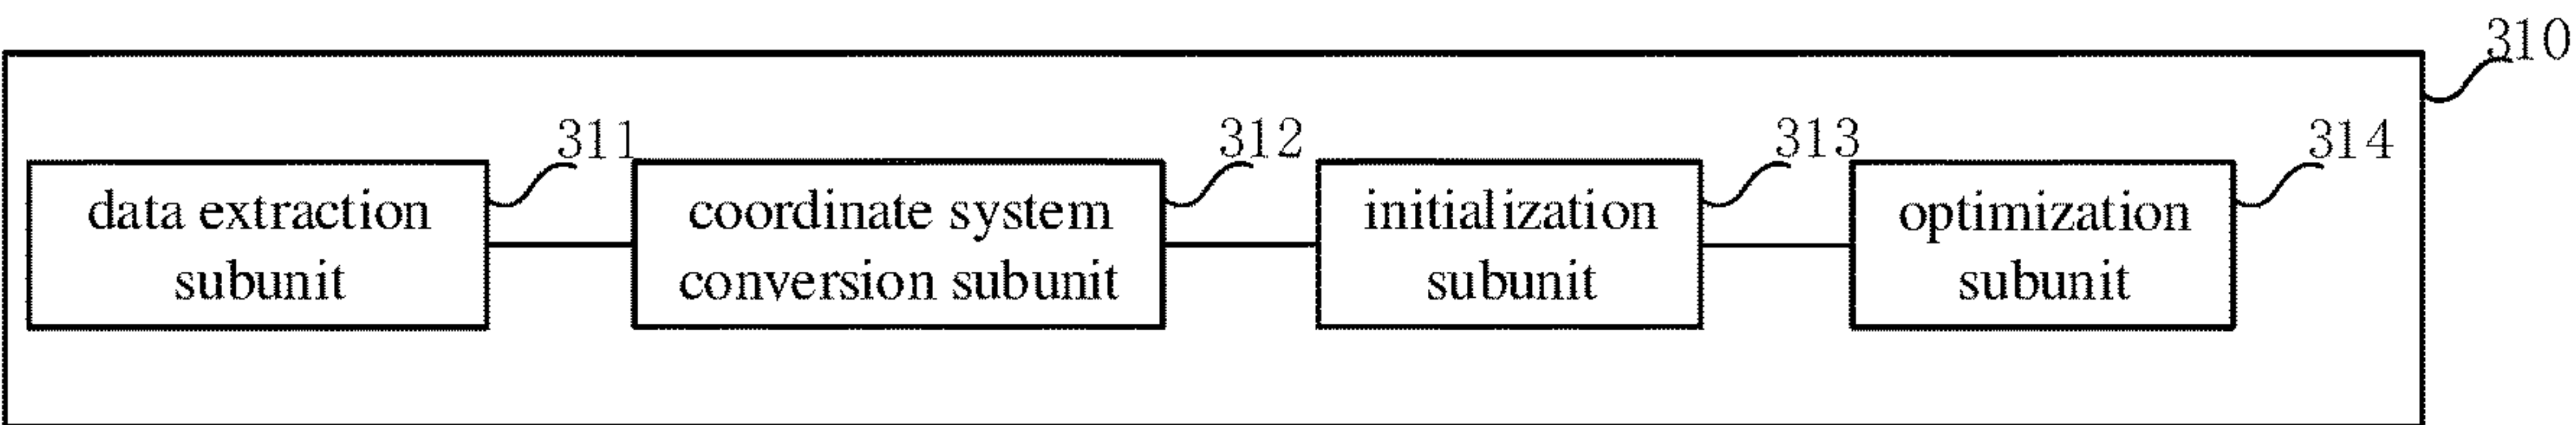 310
311
312
313
314
data extraction
subunit
coordinate system
conversion subunit
initialization
subunit
optimization
subunit